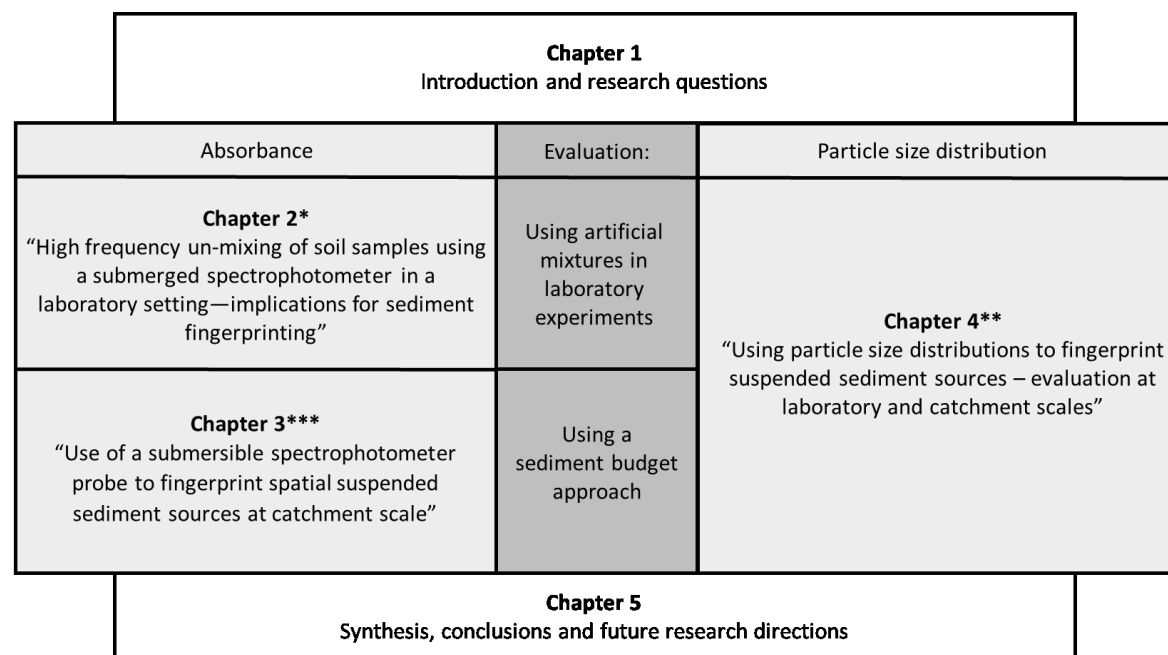 Chapter 1
Introduction and research questions
Absorbance
Evaluation:
Particle size distribution
Chapter 2*
“High frequency un-mixing of soil samples using
a submerged spectrophotometer in a
laboratory setting—implications for sediment
fingerprinting”
Using artificial
mixtures in
laboratory
experiments
Chapter 3***
“Use of a submersible spectrophotometer
probe to fingerprint spatial suspended
sediment sources at catchment scale”
Using a
sediment budget
approach
Chapter 4**
“Using particle size distributions to fingerprint
suspended sediment sources – evaluation at
laboratory and catchment scales”
Chapter 5
Synthesis, conclusions and future research directions